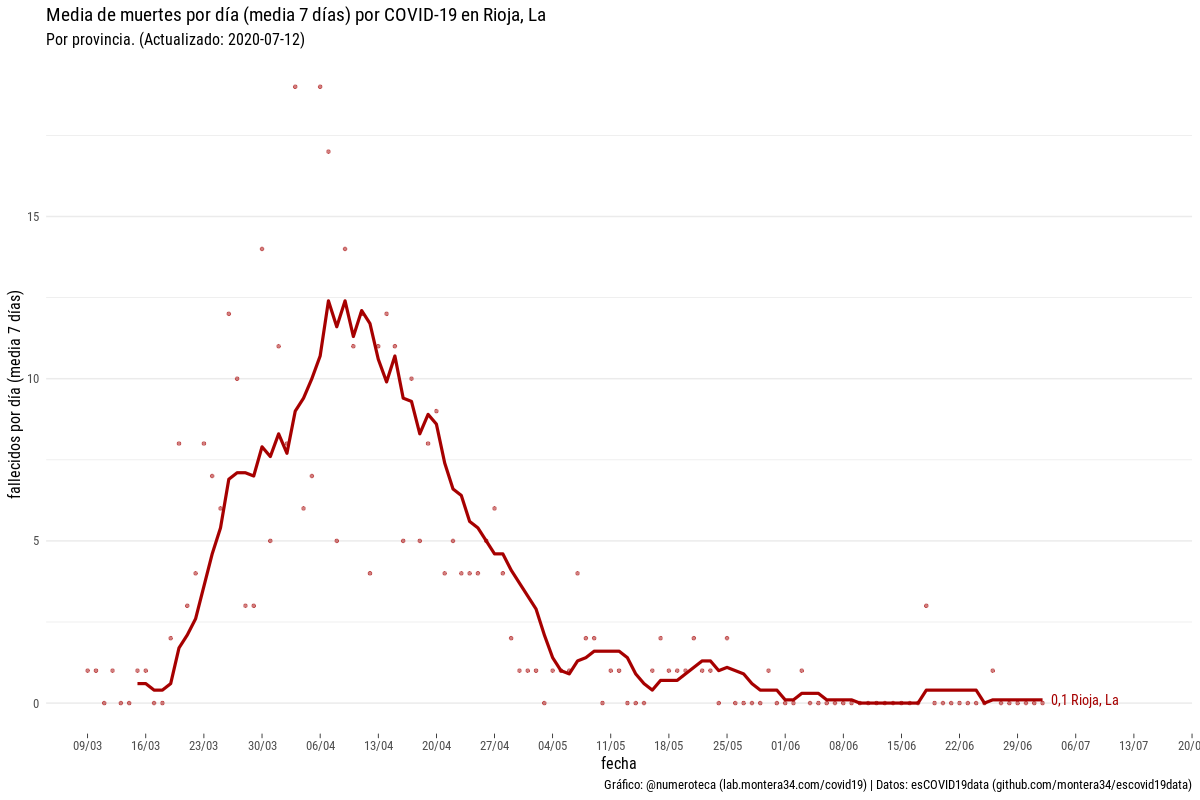 Media de muertes por día (media 7 días) por COVID-19 en Rioja, La
Por provincia. (Actualizado: 2020-07-12)
fallecidos por día (media 7 días)
15
10
5
0
0,1 Rioja, La
09/03 16/03 23/03 30/03 06/04 13/04 20/04 27/04 04/05 11/05 18/05 25/05 01/06 08/06 15/06 22/06 29/06 06/07 13/07 20/0
fecha
Gráfico: @numeroteca (lab.montera34.com/covid19) | Datos: esCOVID19data (github.com/montera34/escovid19data)